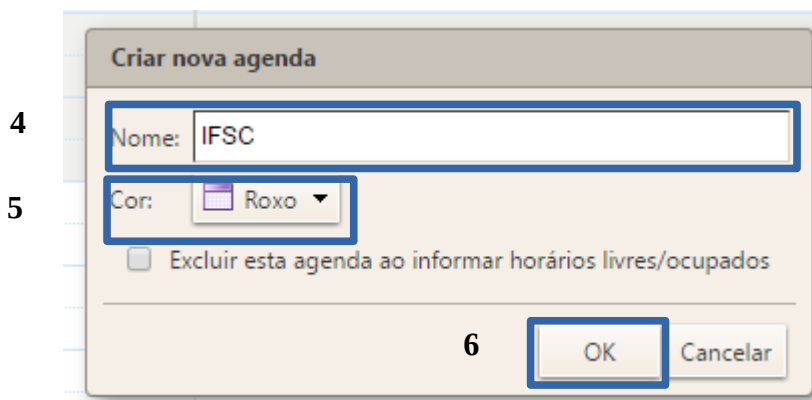 Criar nova agenda
4 Nome: IFSC
5 Cor: Roxo
Excluir esta agenda ao informar horários livres/ocupados
6 OK Cancelar